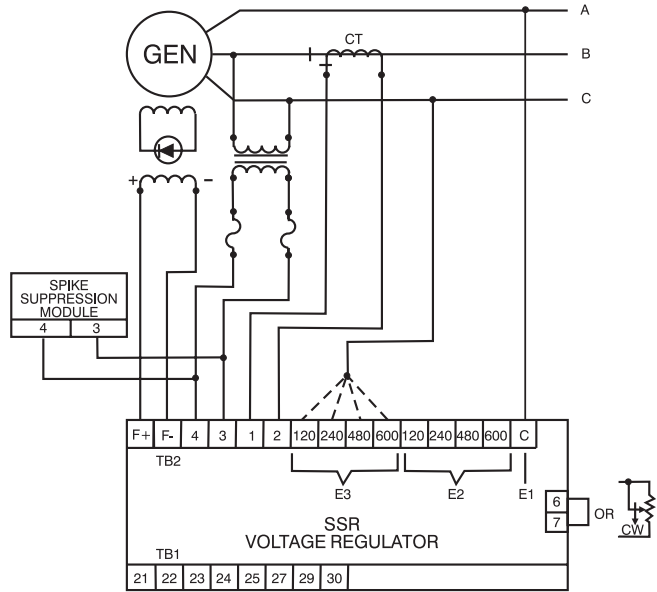 A
CT
GEN
B
C
+ -
SPIKE
SUPPRESSION
MODULE
4 3
F+ F- 4 3 1 2 120 240 480 600 120 240 480 600 C
TB2
E3 E2 E1
6
7
OR
CW
SSR
VOLTAGE REGULATOR
TB1
21 22 23 24 25 27 29 30